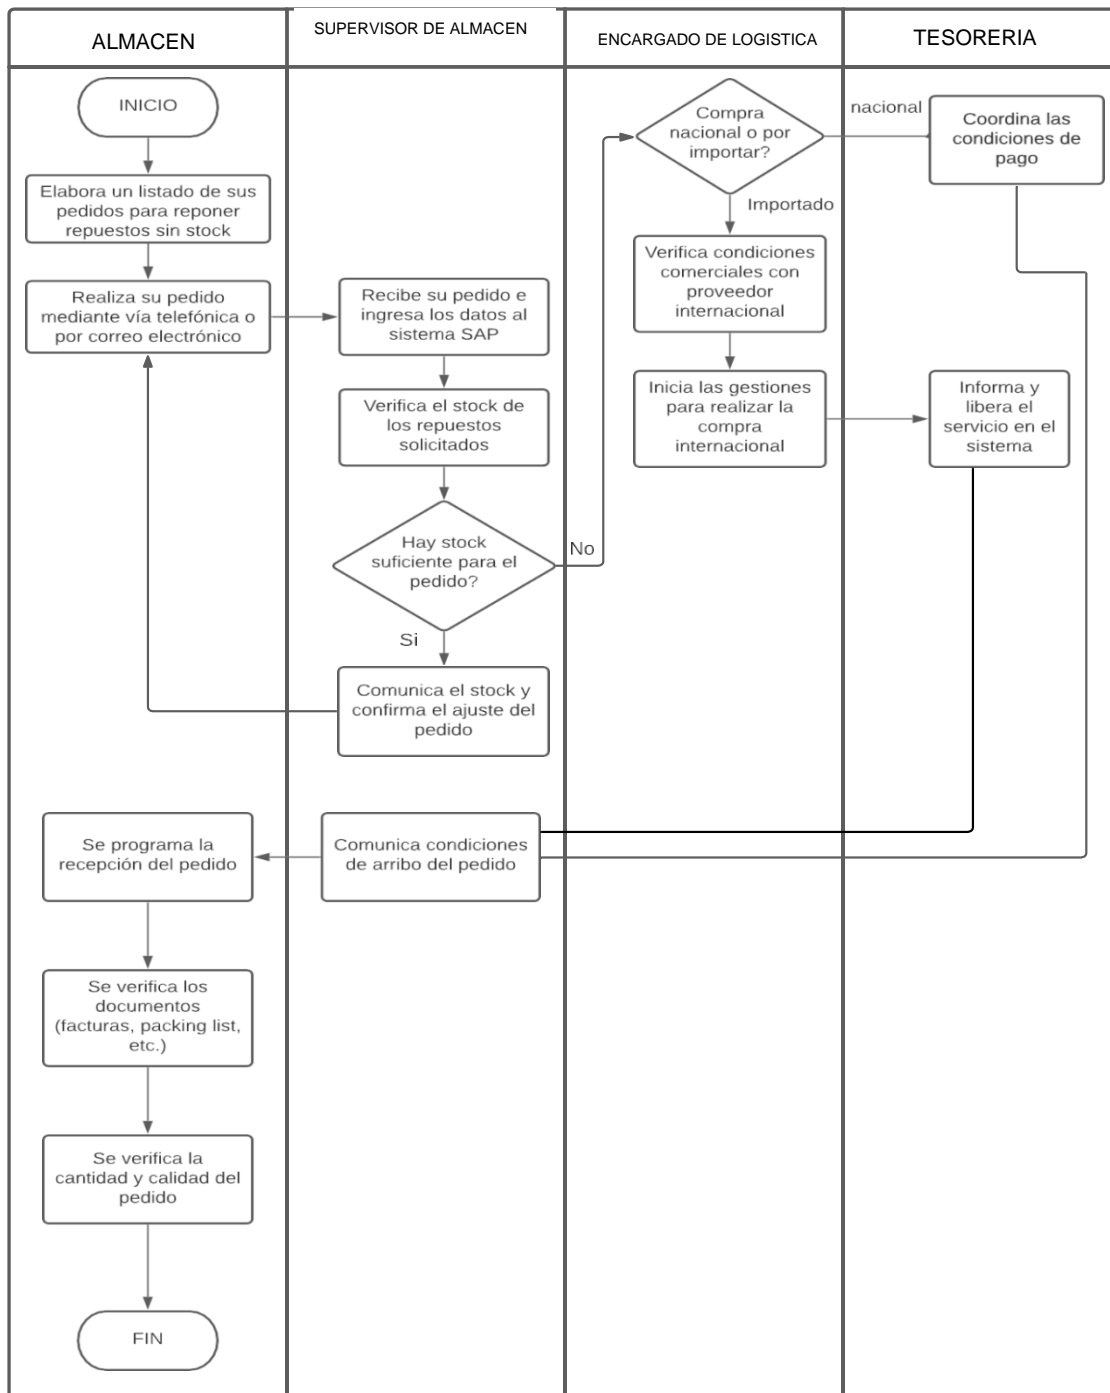 ALMACEN
SUPERVISOR DE ALMACEN
ENCARGADO DE LOGISTICA
TESORERIA
INICIO
Elabora un listado de sus
pedidos para reponer
repuestos sin stock
Realiza su pedido
mediante vía telefónica o
por correo electrónico
Recibe su pedido e
ingresa los datos al
sistema SAP
Verifica el stock de
los repuestos
solicitados
Hay stock
suficiente para el
pedido?
No
Si
Comunica el stock y
confirma el ajuste del
pedido
Compra
nacional o por
importar?
nacional
Importado
Coordina las
condiciones de
pago
Verifica condiciones
comerciales con
proveedor
internacional
Inicia las gestiones
para realizar la
compra
internacional
Informa y
libera el
servicio en el
sistema
Comunica condiciones
de arribo del pedido
Se programa la
recepción del pedido
Se verifica los
documentos
(facturas, packing list,
etc.)
Se verifica la
cantidad y calidad del
pedido
FIN